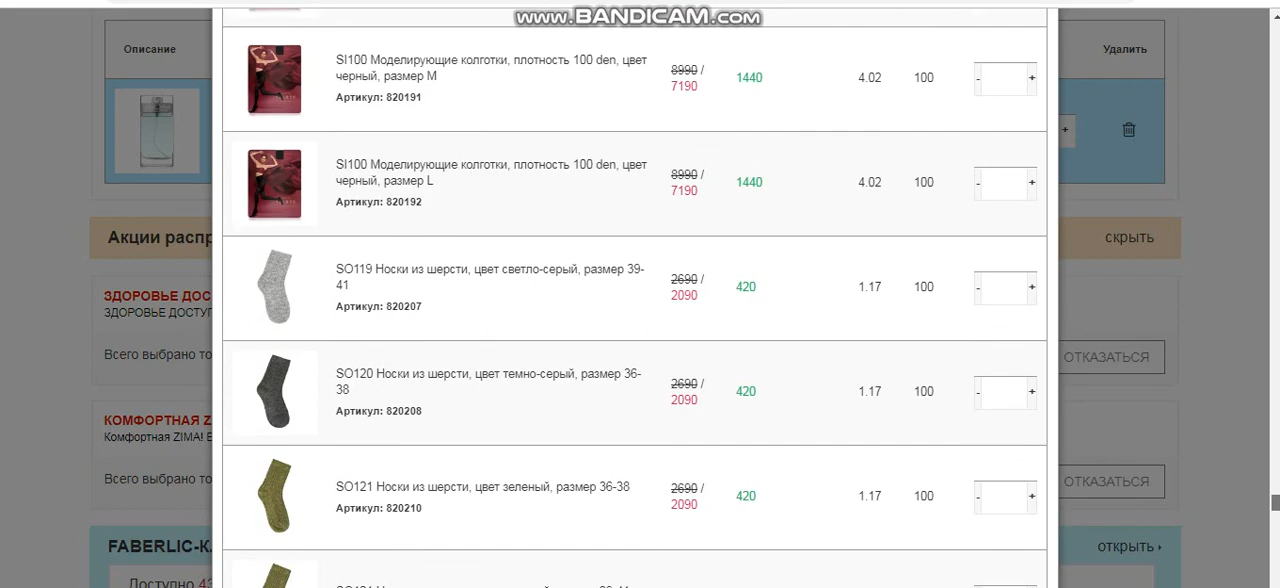 www.BANDICAM.com
Описание
Удалить
+
SI100 Моделирующие колготки, плотность 100 den, цвет
черный, размер M
Артикул: 820191
8990 /
7190
1440
4.02
100
- +
SI100 Моделирующие колготки, плотность 100 den, цвет
черный, размер L
Артикул: 820192
8990 /
7190
1440
4.02
100
- +
Акции распр
скрыть
SO119 Носки из шерсти, цвет светло-серый, размер 39-
41
Артикул: 820207
2690 /
2090
420
1.17
100
- +
ЗДОРОВЬЕ ДОС
ЗДОРОВЬЕ ДОСТУ
Всего выбрано то
ОТКАЗАТЬСЯ
SO120 Носки из шерсти, цвет темно-серый, размер 36-
38
Артикул: 820208
2690 /
2090
420
1.17
100
- +
КОМФОРТНАЯ Z
Комфортная ZIMA! Е
Всего выбрано то
ОТКАЗАТЬСЯ
SO121 Носки из шерсти, цвет зеленый, размер 36-38
Артикул: 820210
2690 /
2090
420
1.17
100
- +
FABERLIC-К
открыть
Доступно